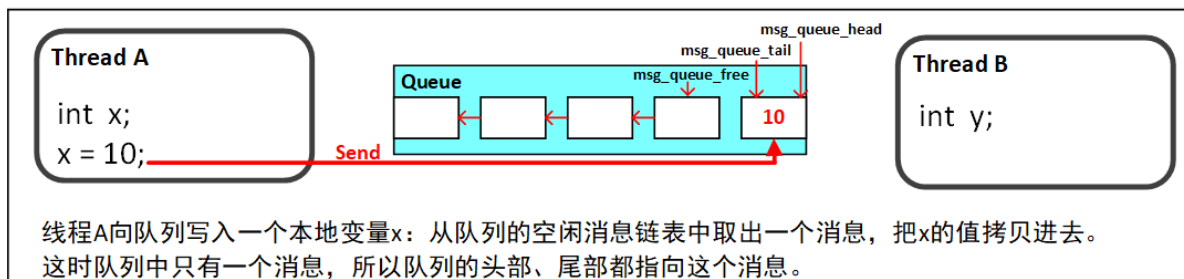 msg_queue_head
msg_queue_tail
msg_queue_free
Thread A
int x;
x = 10;
Send
Queue
10
Thread B
int y;
线程A向队列写入一个本地变量x：从队列的空闲消息链表中取出一个消息，把x的值拷贝进去。
这时队列中只有一个消息，所以队列的头部、尾部都指向这个消息。